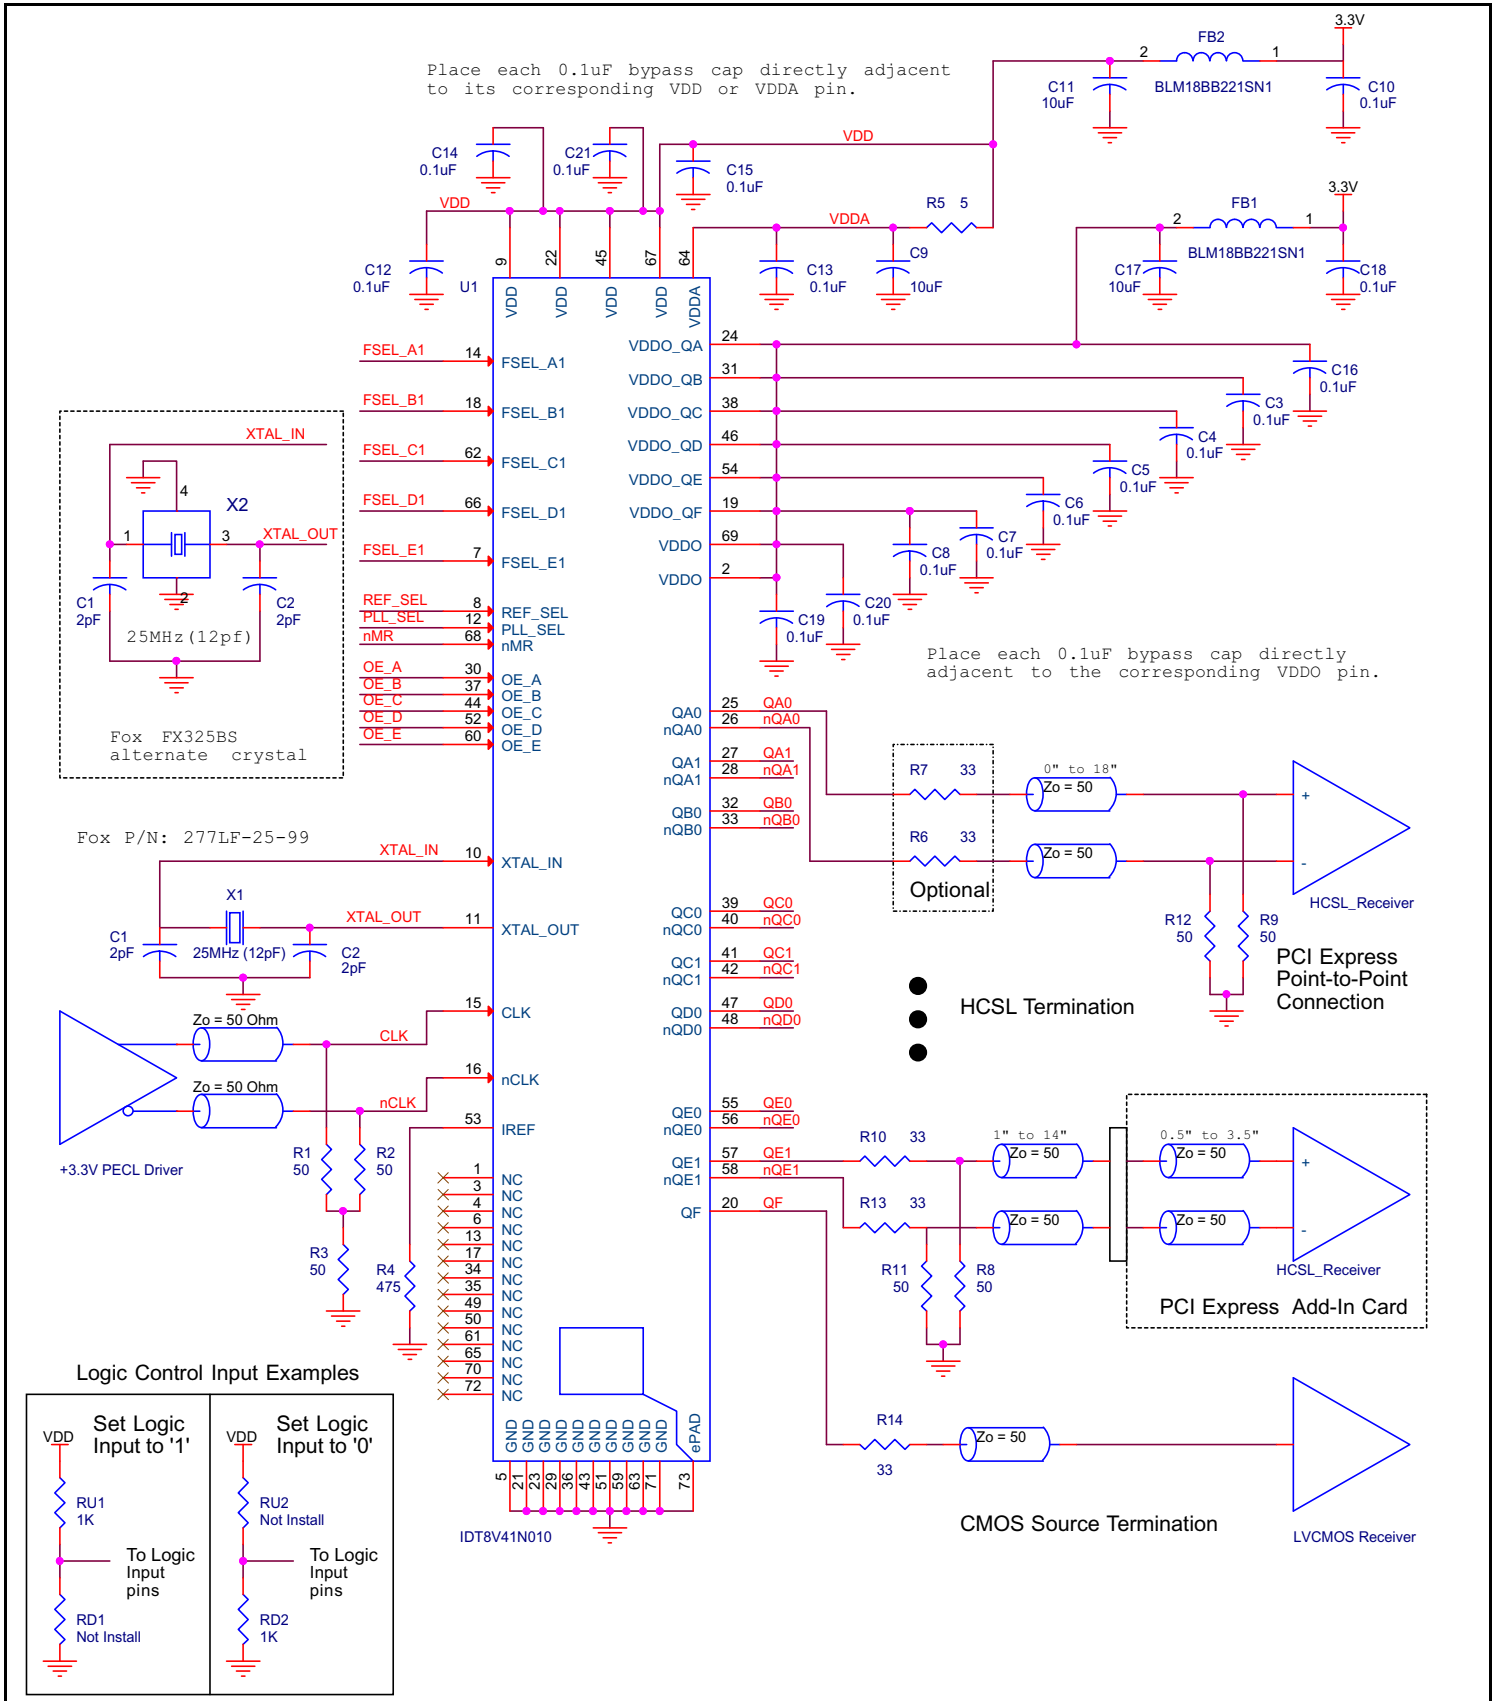 3.3V
FB2
2
1
BLM18BB221SN1
C11
10uF
C10
0.1uF
Place each 0.1uF bypass cap directly adjacent
to its corresponding VDD or VDDA pin.
C14
0.1uF
C21
0.1uF
VDD
C15
0.1uF
3.3V
FB1
2
1
BLM18BB221SN1
C17
10uF
C18
0.1uF
VDD
R5 5
VDDA
C12
0.1uF
C13
0.1uF
C9
10uF
U1
9
22
45
67
64
VDD
VDD
VDD
VDD
VDDA
FSEL_A1
14
FSEL_A1
FSEL_B1
18
FSEL_B1
FSEL_C1
62
FSEL_C1
FSEL_D1
66
FSEL_D1
FSEL_E1
7
FSEL_E1
REF_SEL
8
REF_SEL
PLL_SEL
12
PLL_SEL
nMR
68
nMR
OE_A
30
OE_A
OE_B
37
OE_B
OE_C
44
OE_C
OE_D
52
OE_D
OE_E
60
OE_E
VDDO_QA
24
VDDO_QB
31
VDDO_QC
38
VDDO_QD
46
VDDO_QE
54
VDDO_QF
19
VDDO
69
VDDO
2
C16
0.1uF
C3
0.1uF
C4
0.1uF
C5
0.1uF
C6
0.1uF
C7
0.1uF
C8
0.1uF
C20
0.1uF
C19
0.1uF
Place each 0.1uF bypass cap directly
adjacent to the corresponding VDDO pin.
XTAL_IN
4
X2
1
3
XTAL_OUT
2
C1
2pF
C2
2pF
25MHz(12pf)
Fox FX325BS
alternate crystal
Fox P/N: 277LF-25-99
XTAL_IN
10
XTAL_IN
X1
XTAL_OUT
11
XTAL_OUT
C1
2pF
25MHz (12pF)
C2
2pF
QA0
25
QA0
nQA0
26
nQA0
QA1
27
QA1
nQA1
28
nQA1
QB0
32
QB0
nQB0
33
nQB0
QC0
39
QC0
nQC0
40
nQC0
QC1
41
QC1
nQC1
42
nQC1
QD0
47
QD0
nQD0
48
nQD0
QE0
55
QE0
nQE0
56
nQE0
QE1
57
QE1
nQE1
58
nQE1
QF
20
QF
R7 33
R6 33
Optional
0" to 18"
Zo = 50
Zo = 50
+
-
HCSL_Receiver
R12
50
R9
50
PCI Express
Point-to-Point
Connection
HCSL Termination
Zo = 50 Ohm
CLK
15
CLK
Zo = 50 Ohm
nCLK
16
nCLK
+3.3V PECL Driver
R1
50
R2
50
R3
50
53
IREF
R4
475
1
NC
3
NC
4
NC
6
NC
13
NC
17
NC
34
NC
35
NC
49
NC
50
NC
61
NC
65
NC
70
NC
72
NC
R10 33
R13 33
1" to 14"
Zo = 50
Zo = 50
0.5" to 3.5"
Zo = 50
Zo = 50
+
-
HCSL_Receiver
R11
50
R8
50
PCI Express Add-In Card
GND
GND
GND
GND
GND
GND
GND
GND
GND
GND
ePAD
5
21
23
29
36
43
51
59
63
71
73
IDT8V41N010
R14
33
Zo = 50
CMOS Source Termination
LVCMOS Receiver
Logic Control Input Examples
Set Logic
Input to '1'
VDD
RU1
1K
To Logic
Input
pins
RD1
Not Install
Set Logic
Input to '0'
VDD
RU2
Not Install
To Logic
Input
pins
RD2
1K